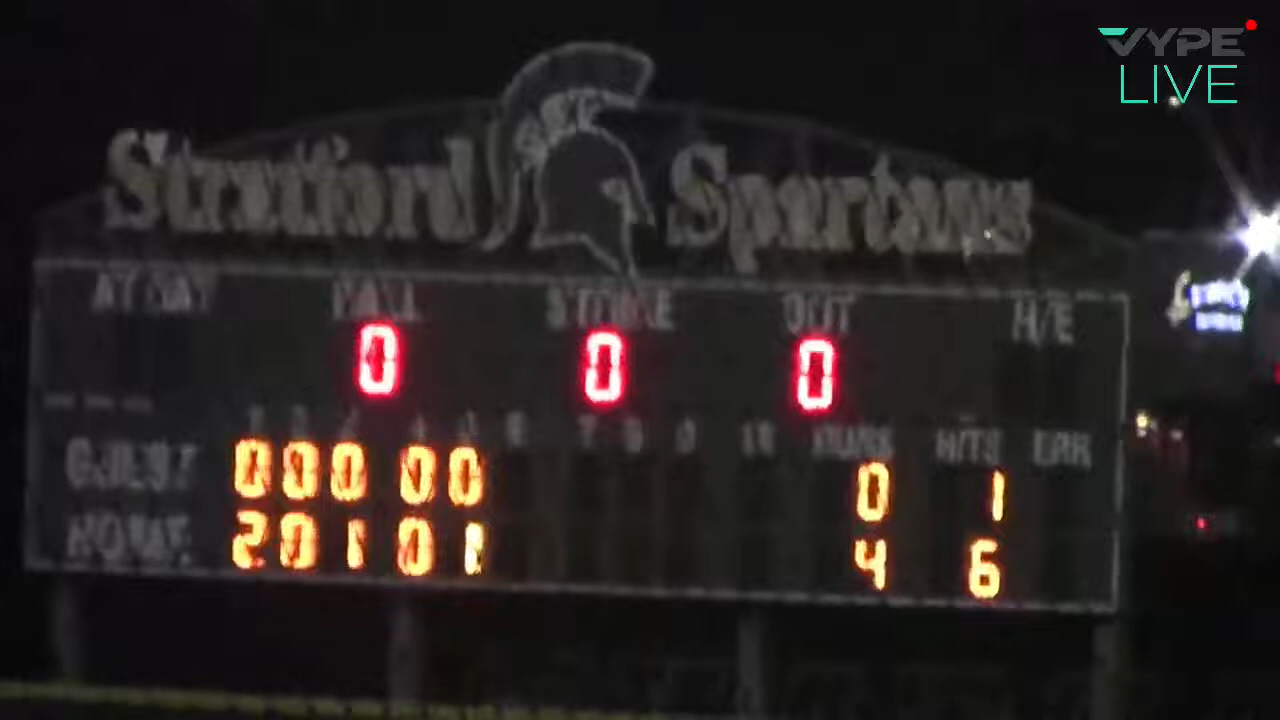 VYPE
LIVE
Stratford Spartans
AT BAT BALL STRIKE OUT H/E
0 0 0
1 2 3 4 5 6 7 8 9 10 RUNS HITS ERR
GUEST 0 0 0 0 0 0 1
HOME 2 0 1 0 1 4 6